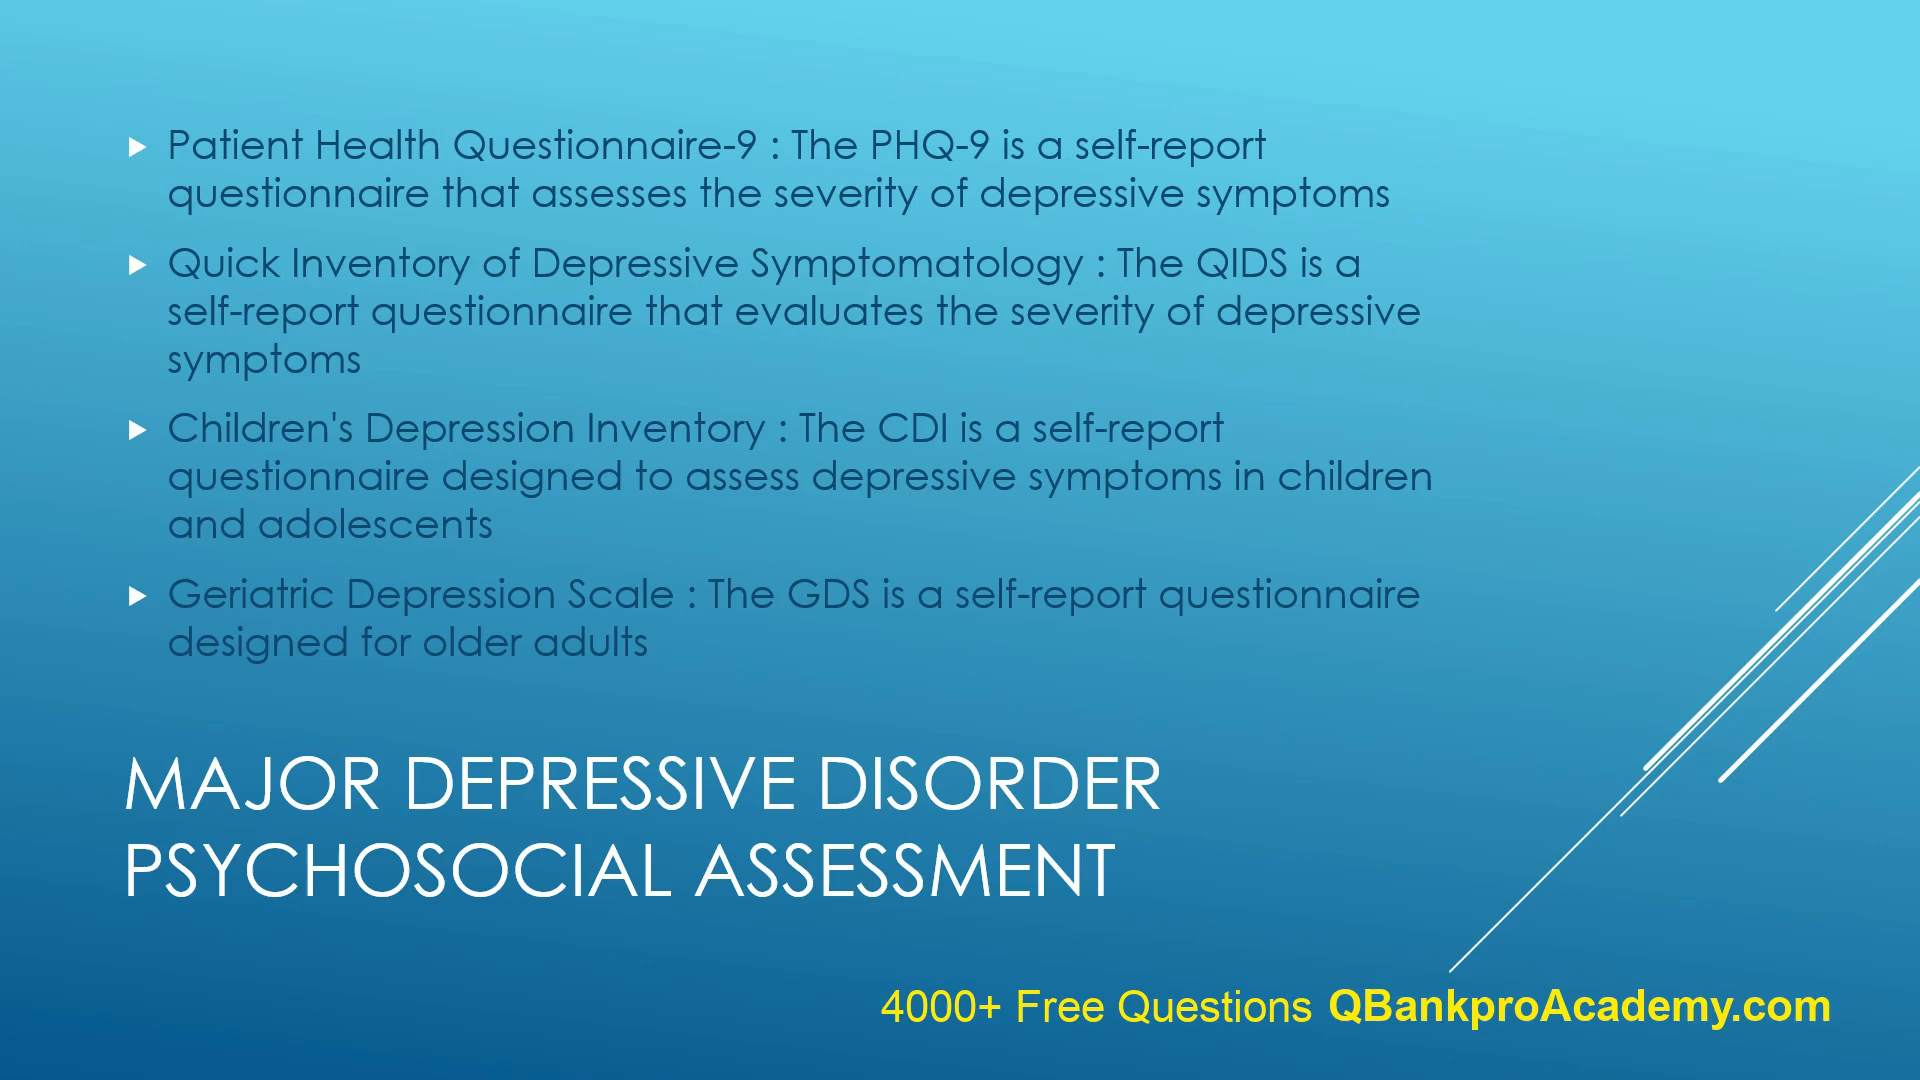 Patient Health Questionnaire-9 : The PHQ-9 is a self-report
questionnaire that assesses the severity of depressive symptoms
Quick Inventory of Depressive Symptomatology : The QIDS is a
self-report questionnaire that evaluates the severity of depressive
symptoms
Children's Depression Inventory : The CDI is a self-report
questionnaire designed to assess depressive symptoms in children
and adolescents
Geriatric Depression Scale : The GDS is a self-report questionnaire
designed for older adults
MAJOR DEPRESSIVE DISORDER
PSYCHOSOCIAL ASSESSMENT
4000+ Free Questions QBankproAcademy.com